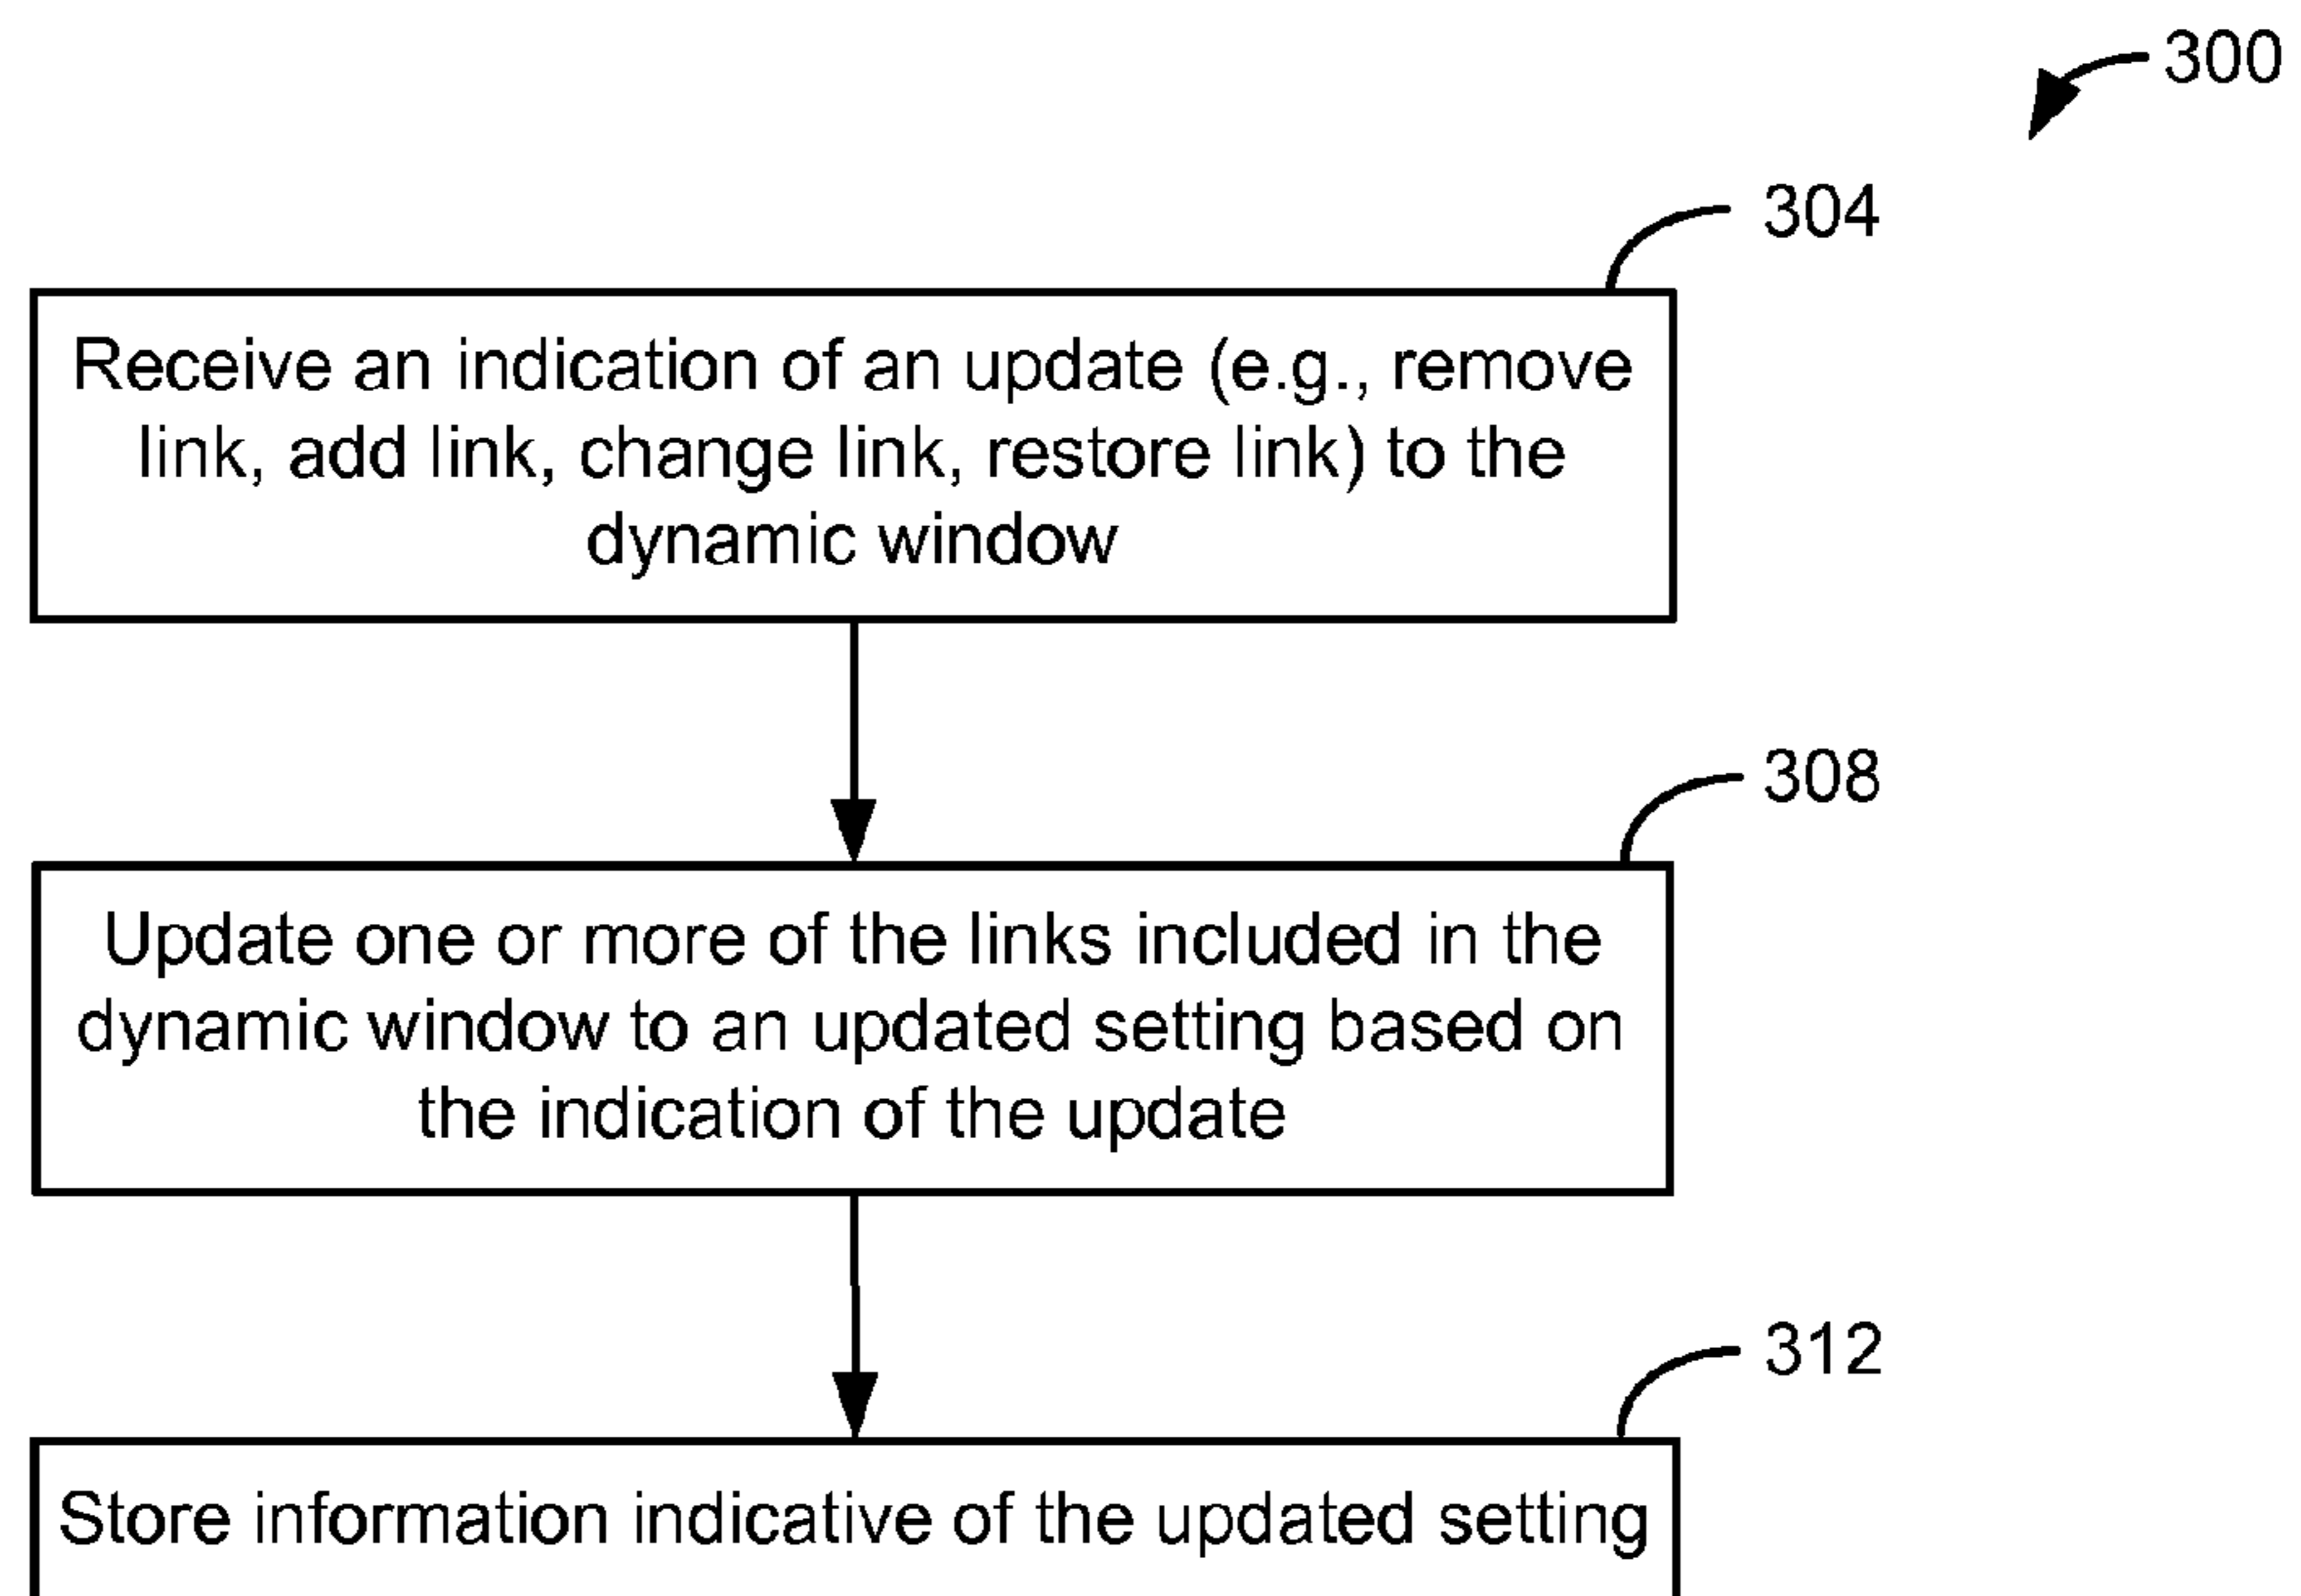 300
304
Receive an indication of an update (e.g., remove
link, add link, change link, restore link) to the
dynamic window
308
Update one or more of the links included in the
dynamic window to an updated setting based on
the indication of the update
312
Store information indicative of the updated setting